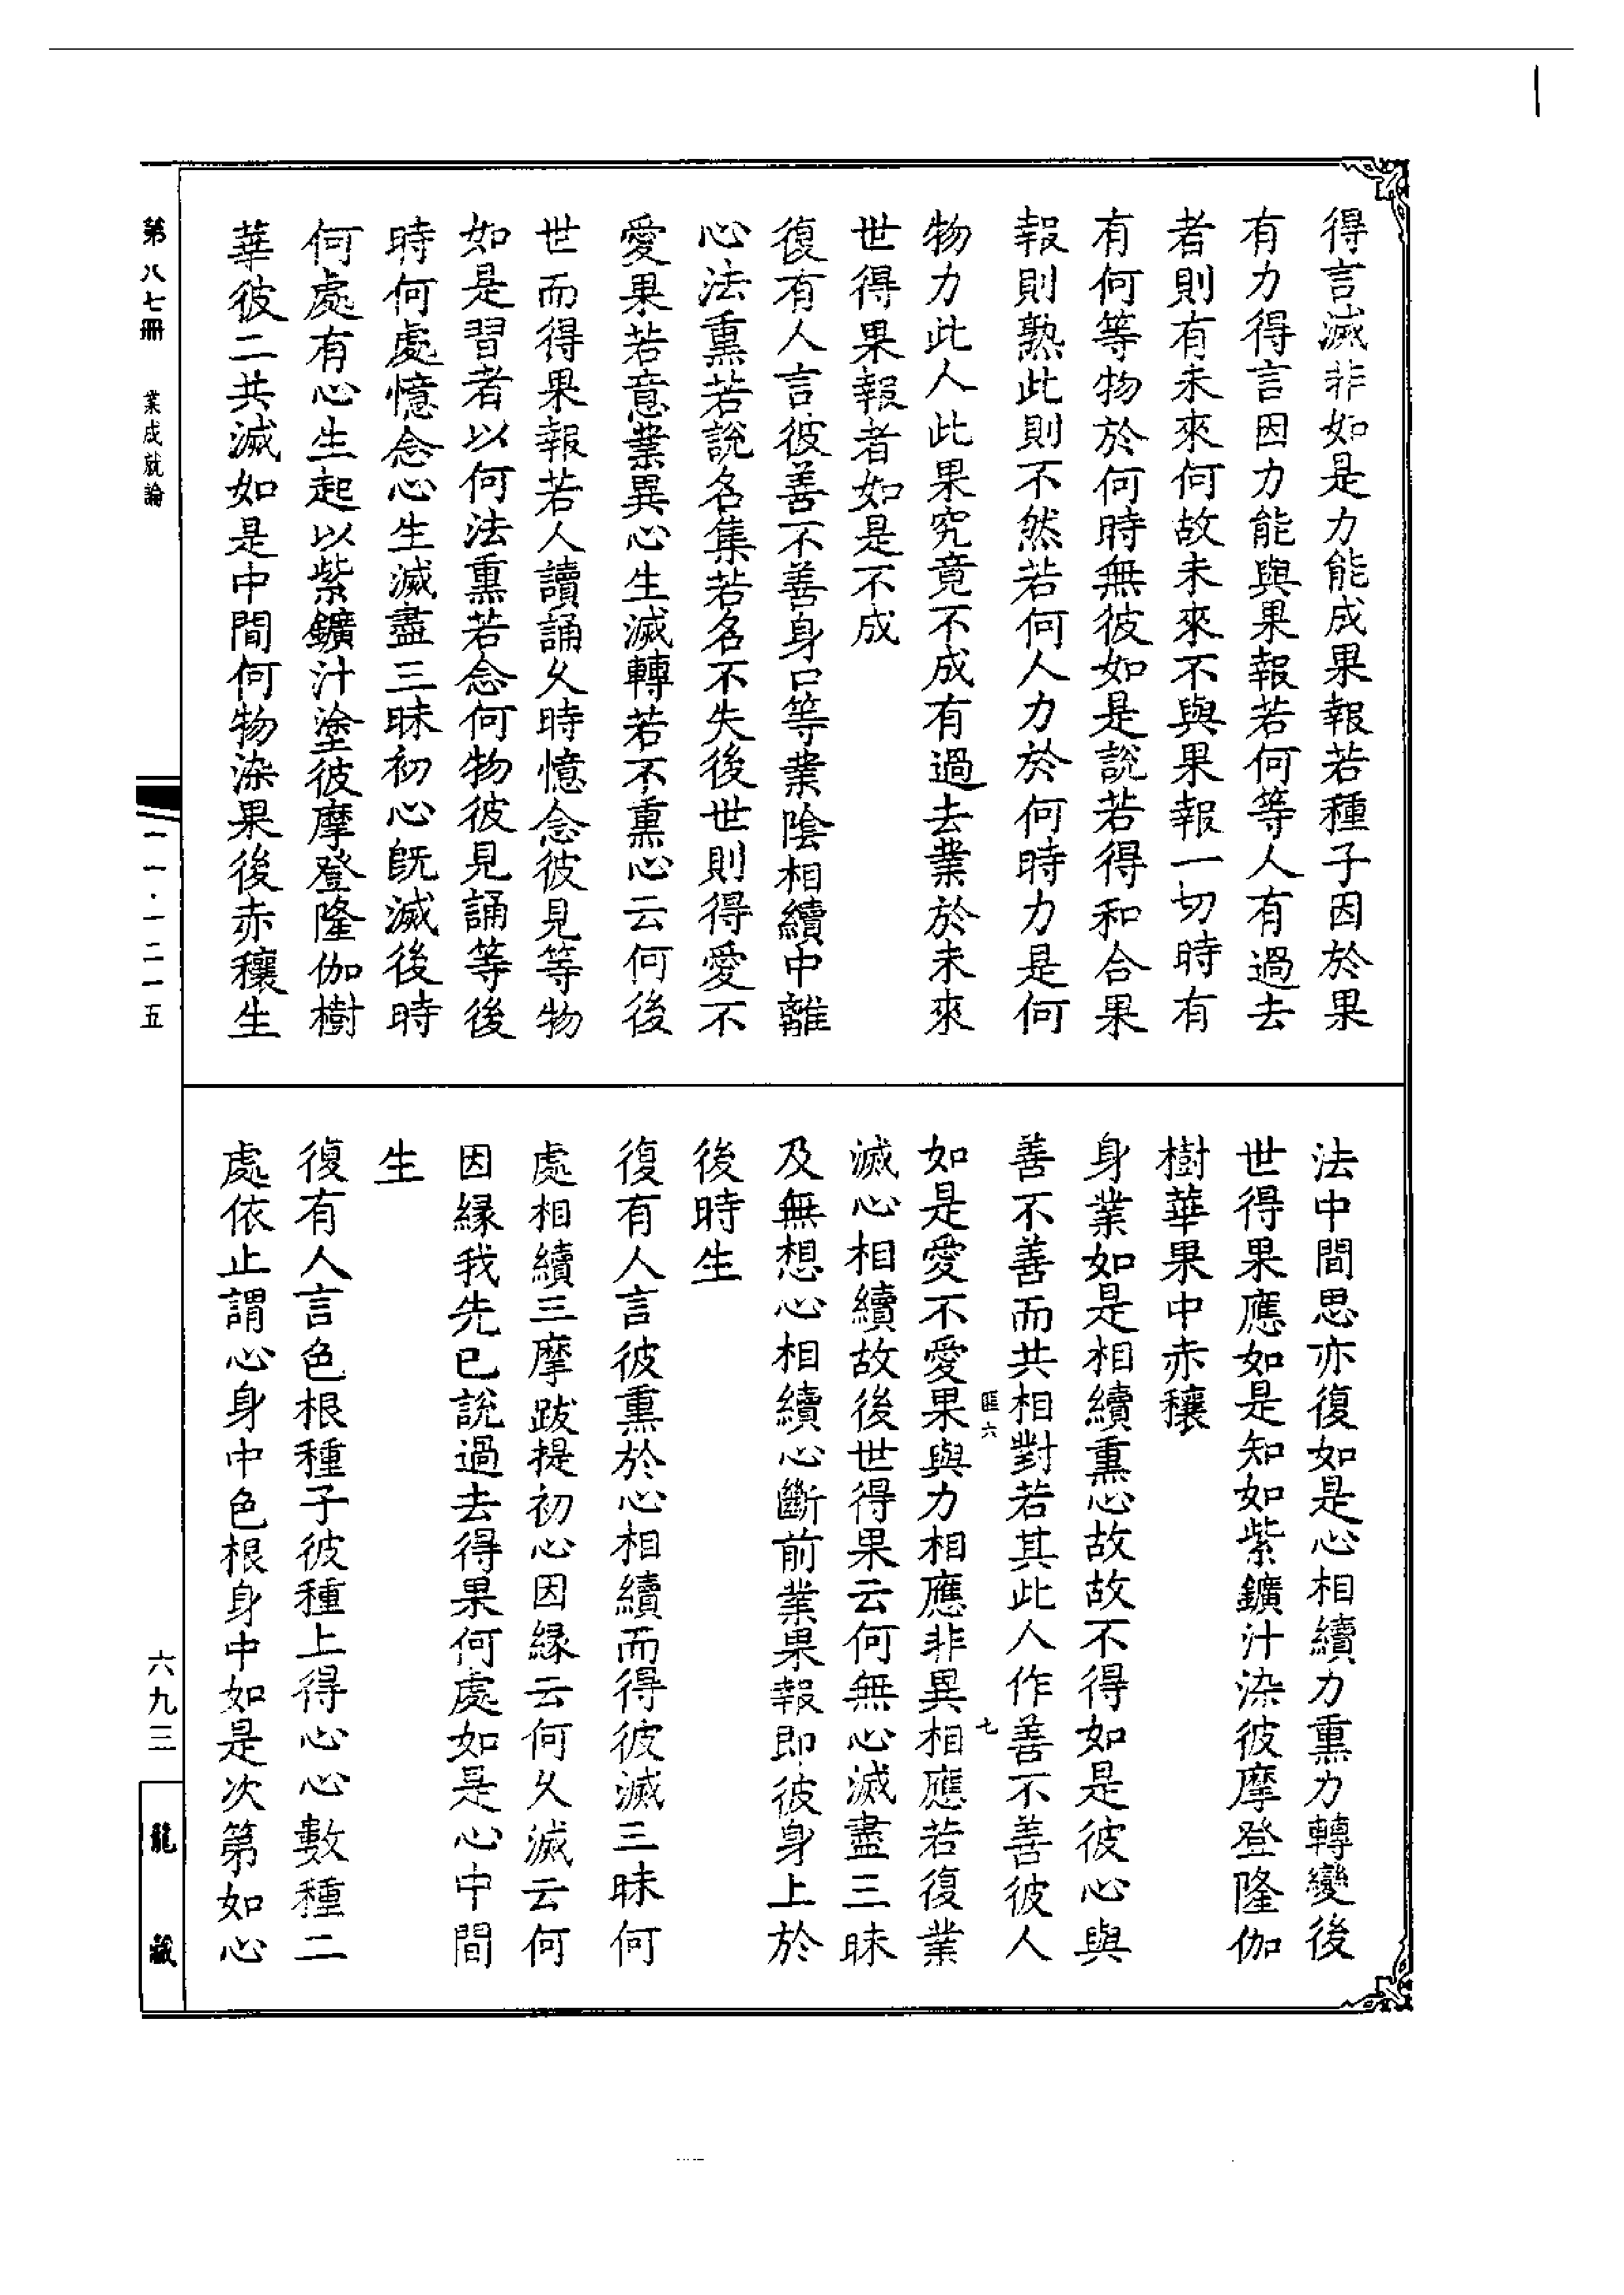 得言滅非如是力能成果報若種子因於果
有力得言因力能與果報若何等人有過去
者則有未來何故未來不與果報一切時有
有何等物於何時無彼如是說若得和合果
報則熟此則不然若何人力於何時力是何
物力此人此果究竟不成有過去業於未來
世得果報者如是不成
復有人言彼善不善身口等業陰相續中離
心法熏若說名集若名不失後世則得愛不
愛果若意業異心生滅轉若不熏心云何後
世而得果報若人讀誦久時憶念彼見等物
如是習者以何法熏若念何物彼見誦等後
時何處憶念心生滅盡三昧初心既滅後時
何處有心生起以紫鑛汁塗彼摩登隆伽樹
華彼二共滅如是中間何物染果後赤穰生
法中間思亦復如是心相續力熏力轉變後
世得果應如是知如紫鑛汁染彼摩登隆伽
樹華果中赤穰
身業如是相續熏心故故不得如是彼心與
善不善而共相對若其此人作善不善彼人
匪六
七
如是愛不愛果與力相應非異相應若復業
滅心相續故後世得果云何無心滅盡三昧
及無想心相續心斷前業果報即彼身上於
後時生
復有人言彼熏於心相續而得彼滅三昧何
處相續三摩跋提初心因緣云何久滅云何
因緣我先已說過去得果何處如是心中間
生
復有人言色根種子彼種上得心心數種二
處依止謂心身中色根身中如是次第如心
第八七冊
業成就論
一一·一二一五
六九三
龍藏